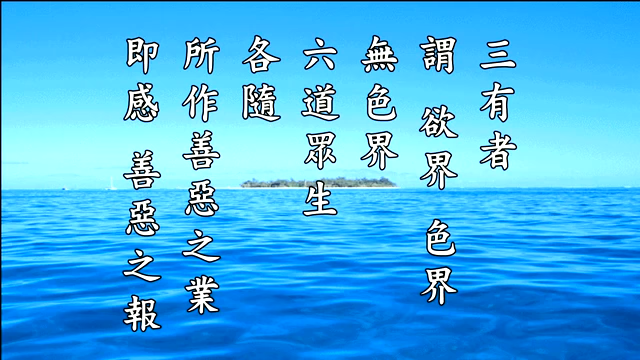 三有者
謂 欲界 色界
無色界
六道眾生
各隨
所作善惡之業
即感 善惡之報